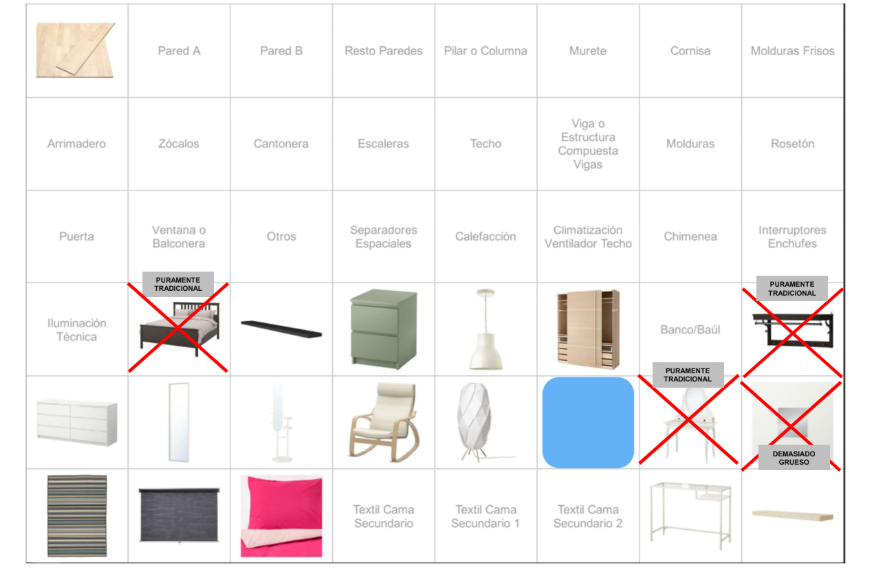 Pared A
Pared B
Resto Paredes
Pilar o Columna
Murete
Cornisa
Molduras Frisos
Arrimadero
Zócalos
Cantonera
Escaleras
Techo
Viga o
Estructura
Compuesta
Vigas
Molduras
Rosetón
Puerta
Ventana o
Balconera
Otros
Separadores
Espaciales
Calefacción
Climatización
Ventilador Techo
Chimenea
Interruptores
Enchufes
Iluminación
Técnica
PURAMENTE
TRADICIONAL
Banco/Baúl
PURAMENTE
TRADICIONAL
PURAMENTE
TRADICIONAL
DEMASIADO
GRUESO
Textil Cama
Secundario
Textil Cama
Secundario 1
Textil Cama
Secundario 2